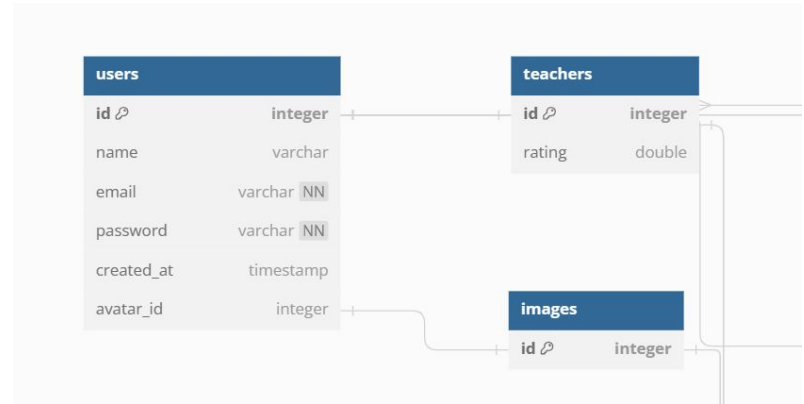 users
id integer
name varchar
email varchar NN
password varchar NN
created_at timestamp
avatar_id integer
teachers
id integer
rating double
images
id integer